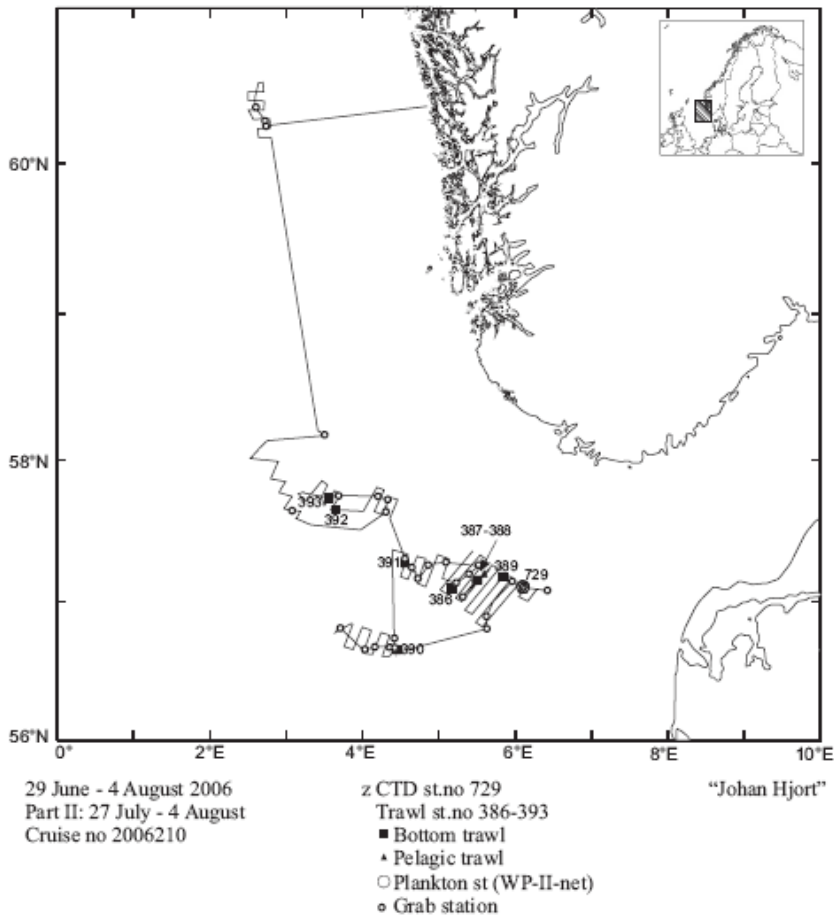 60°N
58°N
56°N
393
392
387-388
391
389
729
386
390
0°
2°E
4°E
6°E
8°E
10°E
29 June - 4 August 2006
Part II: 27 July - 4 August
Cruise no 2006210
z CTD st.no 729
Trawl st.no 386-393
Bottom trawl
Pelagic trawl
Plankton st (WP-II-net)
Grab station
“Johan Hjort”